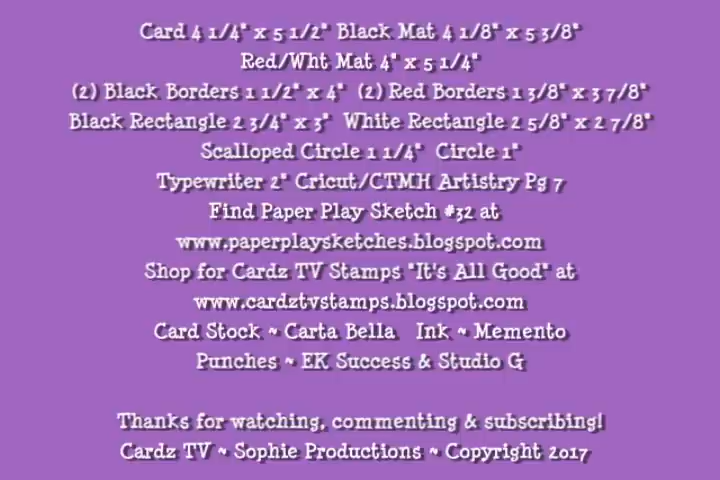 Card 4 1/4" x 5 1/2" Black Mat 4 1/8" x 5 3/8"
Red/Wht Mat 4" x 5 1/4"
(2) Black Borders 1 1/2" x 4" (2) Red Borders 1 3/8" x 3 7/8"
Black Rectangle 2 3/4" x 3" White Rectangle 2 5/8" x 2 7/8"
Scalloped Circle 1 1/4" Circle 1"
Typewriter 2" Cricut/CTMH Artistry Pg 7
Find Paper Play Sketch #32 at
www.paperplaysketches.blogspot.com
Shop for Cardz TV Stamps "It's All Good" at
www.cardztvstamps.blogspot.com
Card Stock ~ Carta Bella Ink ~ Memento
Punches ~ EK Success & Studio G
Thanks for watching, commenting & subscribing!
Cardz TV ~ Sophie Productions ~ Copyright 2017